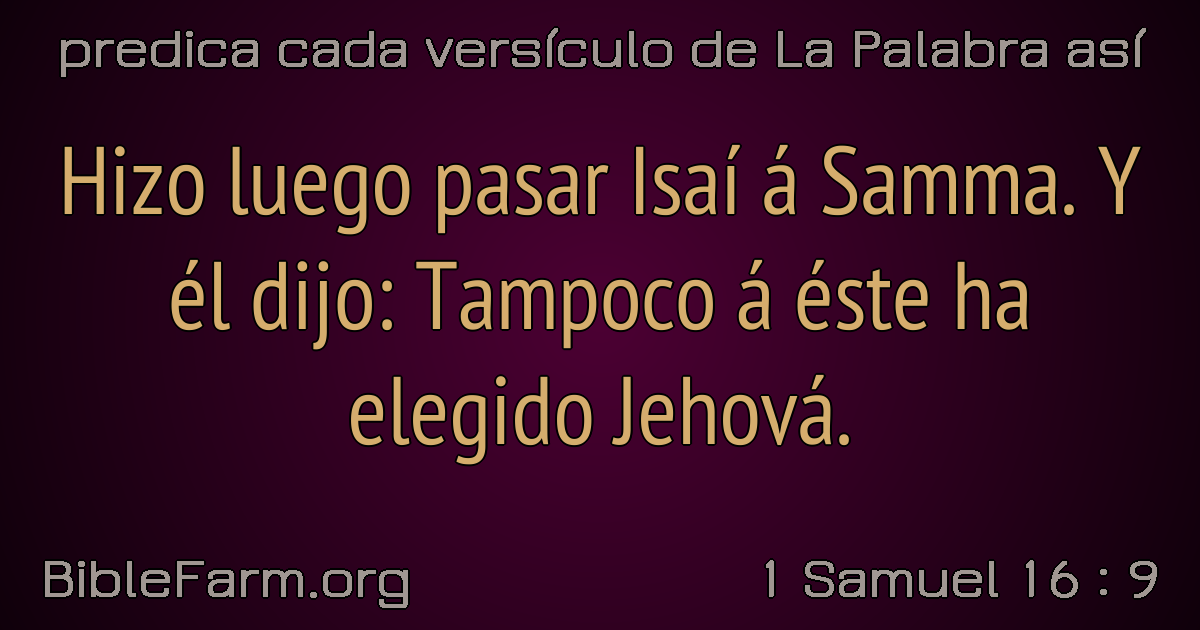 predica cada versículo de La Palabra así
Hizo luego pasar Isaí á Samma. Y
él dijo: Tampoco á éste ha
elegido Jehová.
BibleFarm.org
1 Samuel 16 : 9